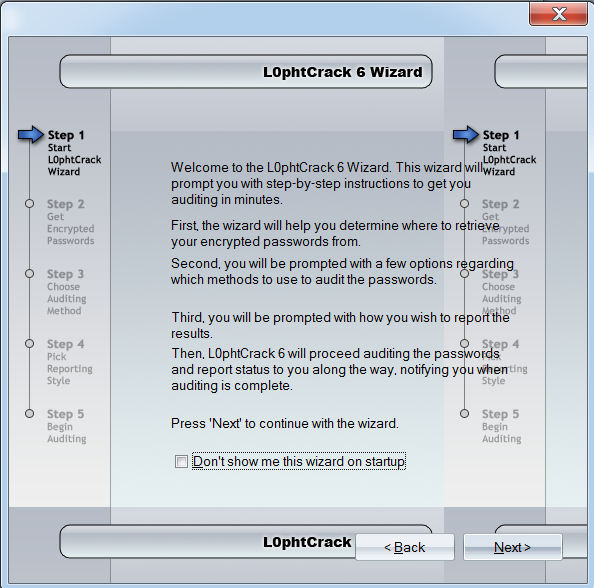 L0phtCrack 6 Wizard
Step 1
Start
L0phtCrack
Wizard
Step 2
Get
Encrypted
Passwords
Step 3
Choose
Auditing
Method
Step 4
Pick
Reporting
Style
Step 5
Begin
Auditing
Welcome to the L0phtCrack 6 Wizard. This wizard will
prompt you with step-by-step instructions to get you
auditing in minutes.
First, the wizard will help you determine where to retrieve
your encrypted passwords from.
Second, you will be prompted with a few options regarding
which methods to use to audit the passwords.
Third, you will be prompted with how you wish to report the
results.
Then, L0phtCrack 6 will proceed auditing the passwords
and report status to you along the way, notifying you when
auditing is complete.
Press 'Next' to continue with the wizard.
Don't show me this wizard on startup
Step 1
Start
L0phtCrack
Wizard
Step 2
Get
Encrypted
Passwords
Step 3
Choose
Auditing
Method
Step 4
Pick
Reporting
Style
Step 5
Begin
Auditing
L0phtCrack
< Back
Next >